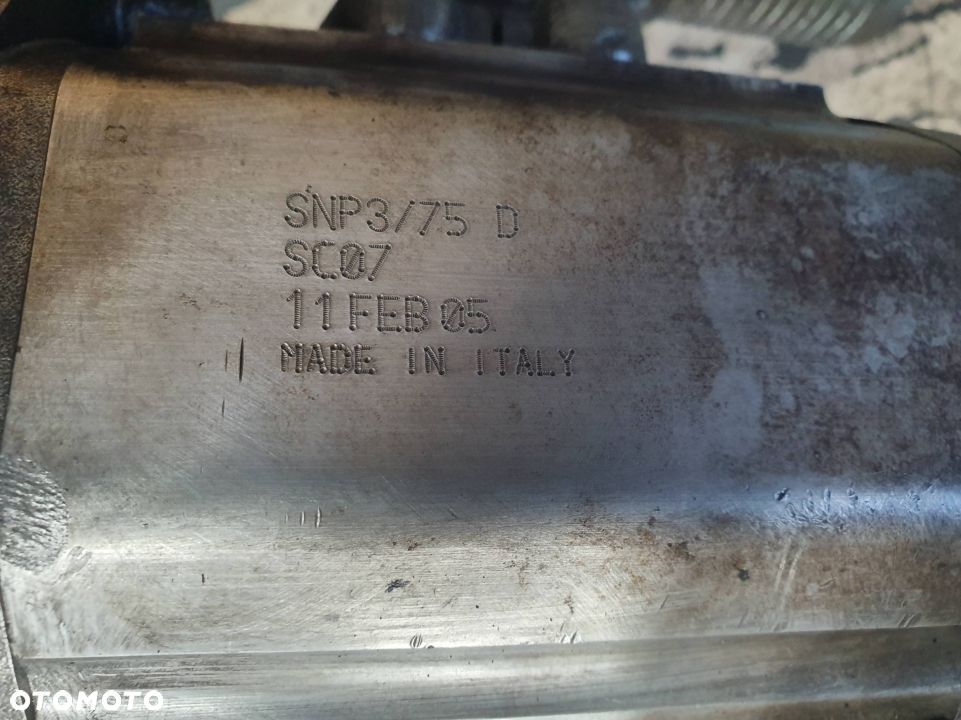 SNP3/75 D
SC07
11FEB05
MADE IN ITALY
OTOMOTO